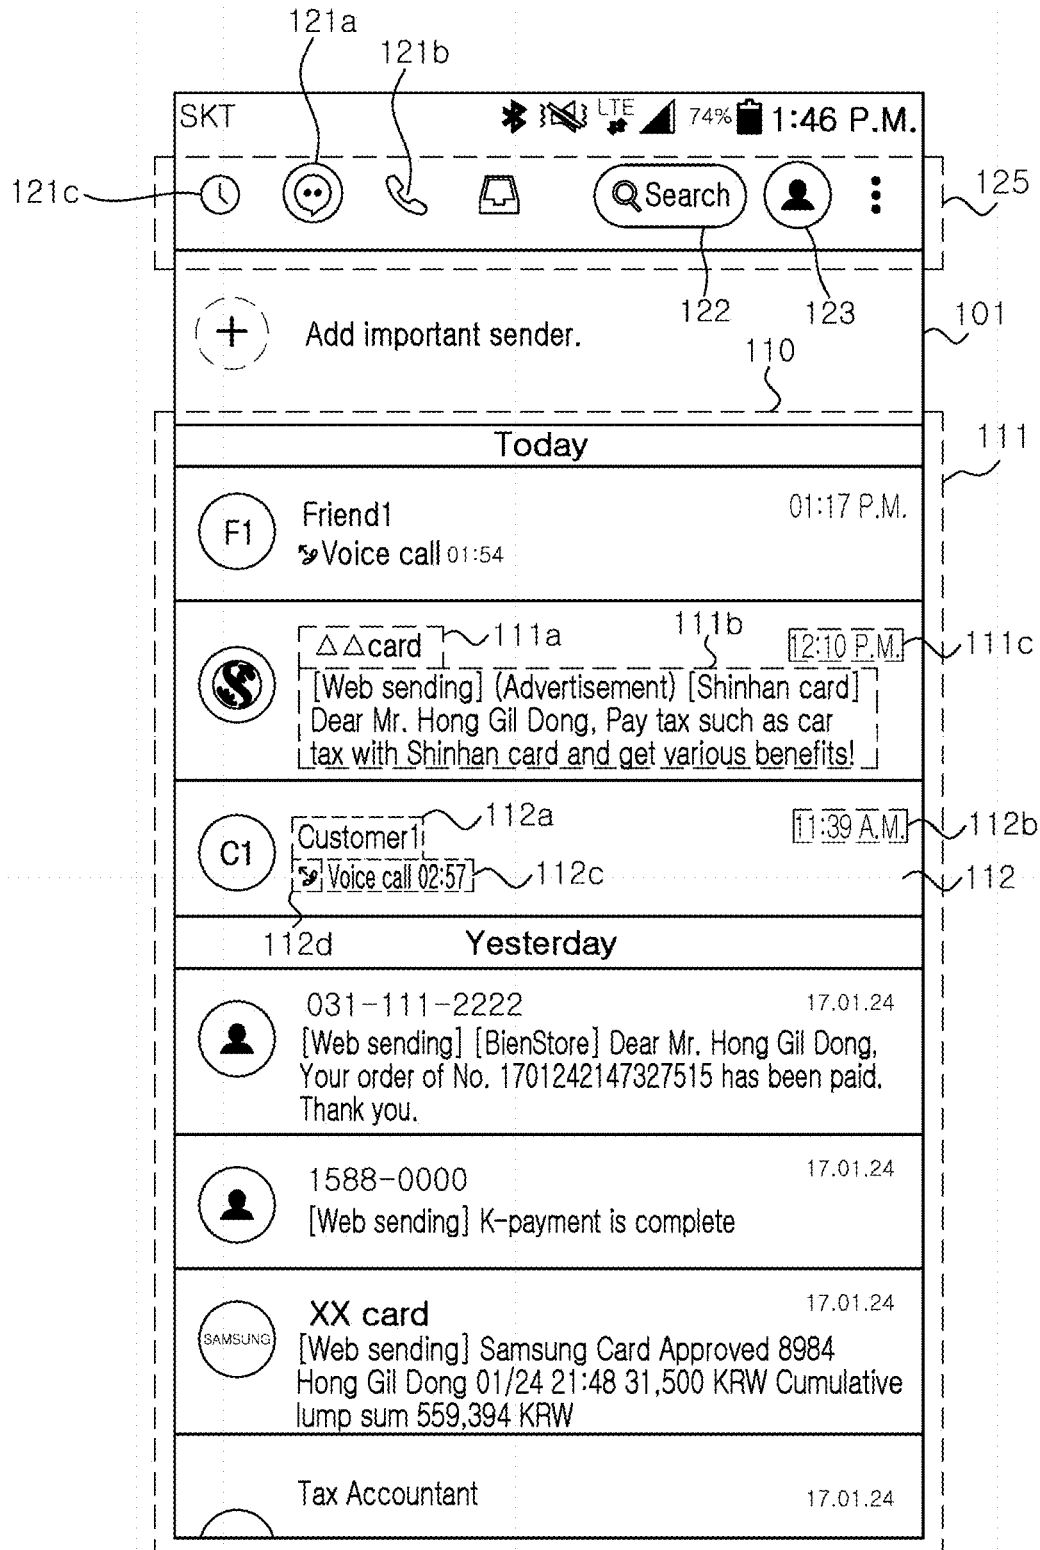 121a
121b
SKT LTE 74% 1:46 P.M.
121c Search 125
122 123 101
Add important sender.
110
Today 111
Friend1 01:17 P.M.
F1
Voice call 01:54
△△card 111a 111b 12:10 P.M. 111c
S
[Web sending] (Advertisement) [Shinhan card]
Dear Mr. Hong Gil Dong, Pay tax such as car
tax with Shinhan card and get various benefits!
112a
Customer1 11:39 A.M. 112b
C1
Voice call 02:57 112c 112
112d Yesterday
031-111-2222 17.01.24
[Web sending] [BienStore] Dear Mr. Hong Gil Dong,
Your order of No. 1701242147327515 has been paid.
Thank you.
1588-0000 17.01.24
[Web sending] K-payment is complete
XX card 17.01.24
SAMSUNG
[Web sending] Samsung Card Approved 8984
Hong Gil Dong 01/24 21:48 31,500 KRW Cumulative
lump sum 559,394 KRW
Tax Accountant 17.01.24